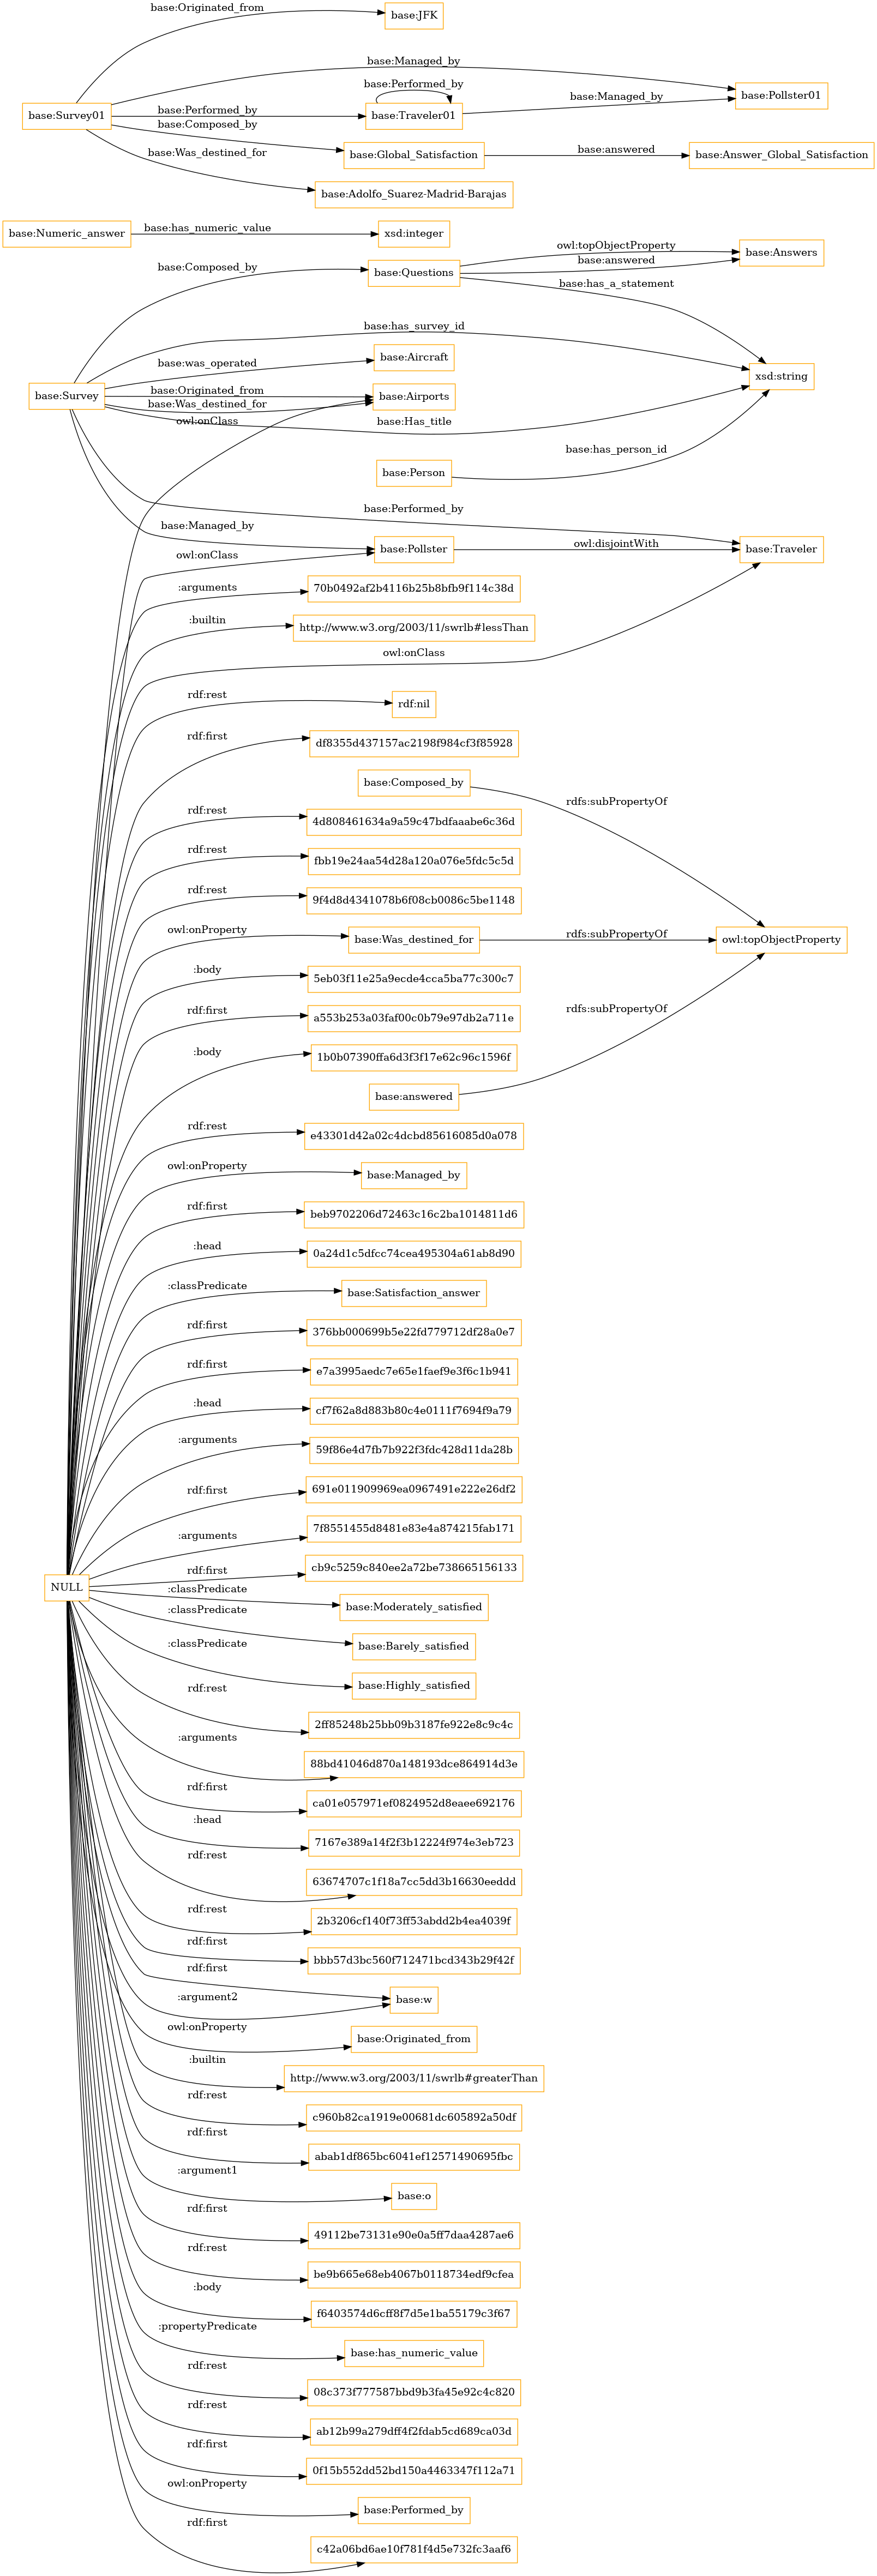 base:Originated_from
base:JFK
base:Managed_by
base:Performed_by
base:Pollster01
base:Managed_by
base:Survey01
base:Performed_by
base:Traveler01
base:Composed_by
base:answered
base:Was_destined_for
base:Global_Satisfaction
base:Answer_Global_Satisfaction
base:Adolfo_Suarez-Madrid-Barajas
base:Numeric_answer
base:has_numeric_value
xsd:integer
owl:topObjectProperty
base:Answers
base:Composed_by
base:Questions
base:answered
base:has_a_statement
base:has_survey_id
base:was_operated
base:Aircraft
xsd:string
base:Survey
base:Originated_from
base:Airports
base:Was_destined_for
owl:onClass
base:Has_title
base:Person
base:has_person_id
base:Performed_by
base:Managed_by
base:Pollster
owl:disjointWith
base:Traveler
owl:onClass
:arguments
70b0492af2b4116b25b8bfb9f114c38d
:builtin
http://www.w3.org/2003/11/swrlb#lessThan
owl:onClass
rdf:rest
rdf:nil
rdf:first
df8355d437157ac2198f984cf3f85928
base:Composed_by
rdfs:subPropertyOf
rdf:rest
4d808461634a9a59c47bdfaaabe6c36d
rdf:rest
fbb19e24aa54d28a120a076e5fdc5c5d
rdf:rest
9f4d8d4341078b6f08cb0086c5be1148
owl:onProperty
base:Was_destined_for
rdfs:subPropertyOf
owl:topObjectProperty
:body
5eb03f11e25a9ecde4cca5ba77c300c7
rdf:first
a553b253a03faf00c0b79e97db2a711e
rdfs:subPropertyOf
:body
1b0b07390ffa6d3f3f17e62c96c1596f
base:answered
rdf:rest
e43301d42a02c4dcbd85616085d0a078
owl:onProperty
base:Managed_by
rdf:first
beb9702206d72463c16c2ba1014811d6
:head
0a24d1c5dfcc74cea495304a61ab8d90
:classPredicate
base:Satisfaction_answer
rdf:first
376bb000699b5e22fd779712df28a0e7
rdf:first
e7a3995aedc7e65e1faef9e3f6c1b941
:head
cf7f62a8d883b80c4e0111f7694f9a79
:arguments
59f86e4d7fb7b922f3fdc428d11da28b
rdf:first
691e011909969ea0967491e222e26df2
:arguments
7f8551455d8481e83e4a874215fab171
rdf:first
cb9c5259c840ee2a72be738665156133
NULL
:classPredicate
base:Moderately_satisfied
:classPredicate
base:Barely_satisfied
:classPredicate
base:Highly_satisfied
rdf:rest
2ff85248b25bb09b3187fe922e8c9c4c
:arguments
88bd41046d870a148193dce864914d3e
rdf:first
ca01e057971ef0824952d8eaee692176
:head
7167e389a14f2f3b12224f974e3eb723
rdf:rest
63674707c1f18a7cc5dd3b16630eeddd
rdf:rest
2b3206cf140f73ff53abdd2b4ea4039f
rdf:first
bbb57d3bc560f712471bcd343b29f42f
rdf:first
:argument2
base:w
owl:onProperty
base:Originated_from
:builtin
http://www.w3.org/2003/11/swrlb#greaterThan
rdf:rest
c960b82ca1919e00681dc605892a50df
rdf:first
abab1df865bc6041ef12571490695fbc
:argument1
base:o
rdf:first
49112be73131e90e0a5ff7daa4287ae6
rdf:rest
be9b665e68eb4067b0118734edf9cfea
:body
f6403574d6cff8f7d5e1ba55179c3f67
:propertyPredicate
base:has_numeric_value
rdf:rest
08c373f777587bbd9b3fa45e92c4c820
rdf:rest
ab12b99a279dff4f2fdab5cd689ca03d
rdf:first
0f15b552dd52bd150a4463347f112a71
owl:onProperty
base:Performed_by
rdf:first
c42a06bd6ae10f781f4d5e732fc3aaf6